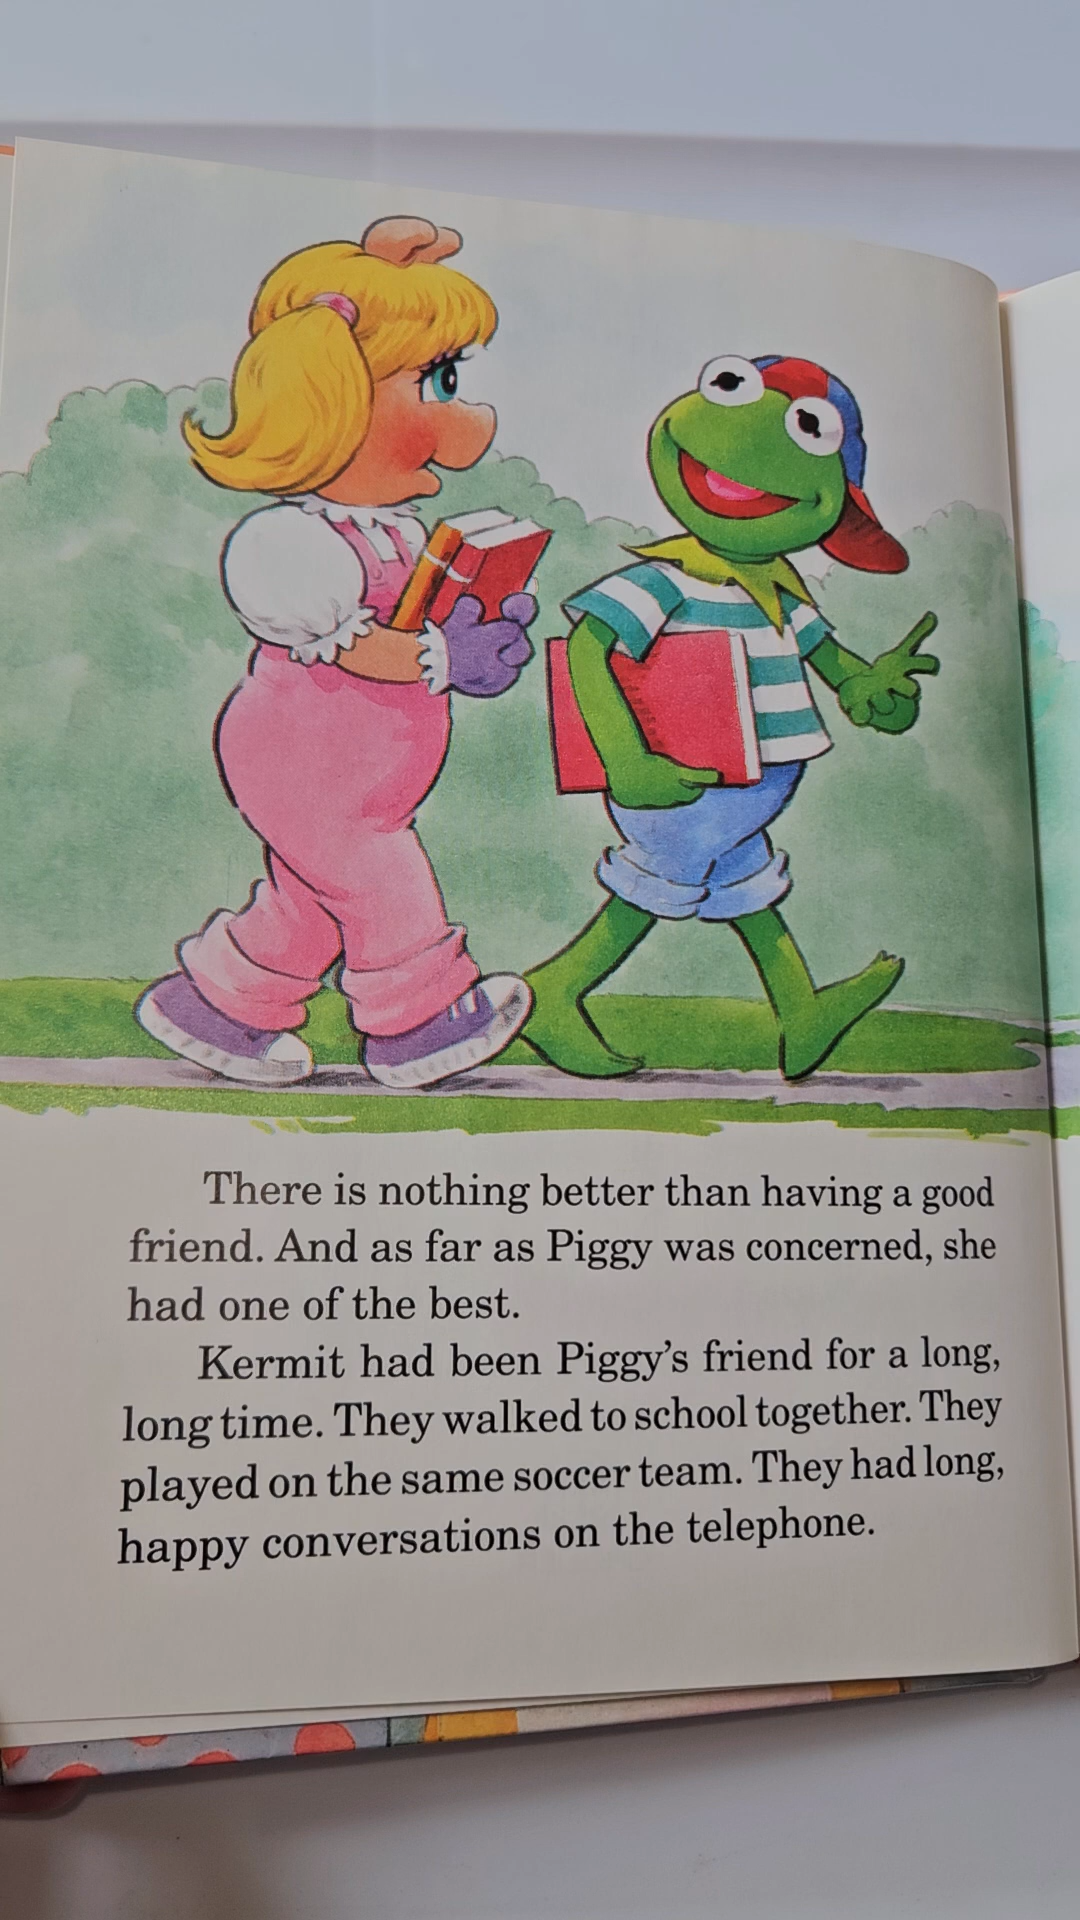 There is nothing better than having a good
friend. And as far as Piggy was concerned, she
had one of the best.
Kermit had been Piggy's friend for a long,
long time. They walked to school together. They
played on the same soccer team. They had long,
happy conversations on the telephone.